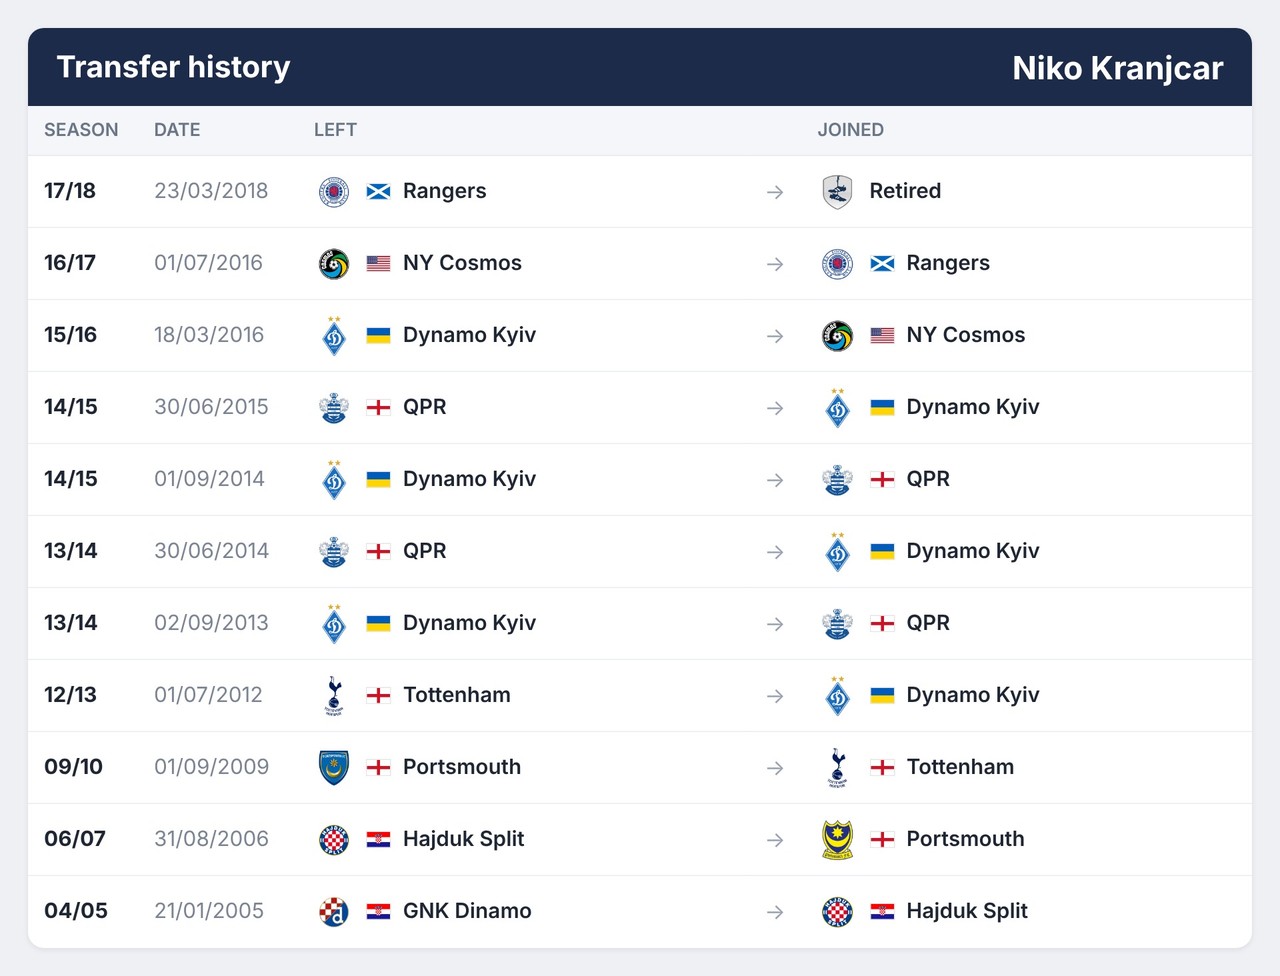 Transfer history Niko Kranjcar
SEASON DATE LEFT JOINED
17/18 23/03/2018 Rangers → Retired
16/17 01/07/2016 NY Cosmos → Rangers
15/16 18/03/2016 Dynamo Kyiv → NY Cosmos
14/15 30/06/2015 QPR → Dynamo Kyiv
14/15 01/09/2014 Dynamo Kyiv → QPR
13/14 30/06/2014 QPR → Dynamo Kyiv
13/14 02/09/2013 Dynamo Kyiv → QPR
12/13 01/07/2012 Tottenham → Dynamo Kyiv
09/10 01/09/2009 Portsmouth → Tottenham
06/07 31/08/2006 Hajduk Split → Portsmouth
04/05 21/01/2005 GNK Dinamo → Hajduk Split